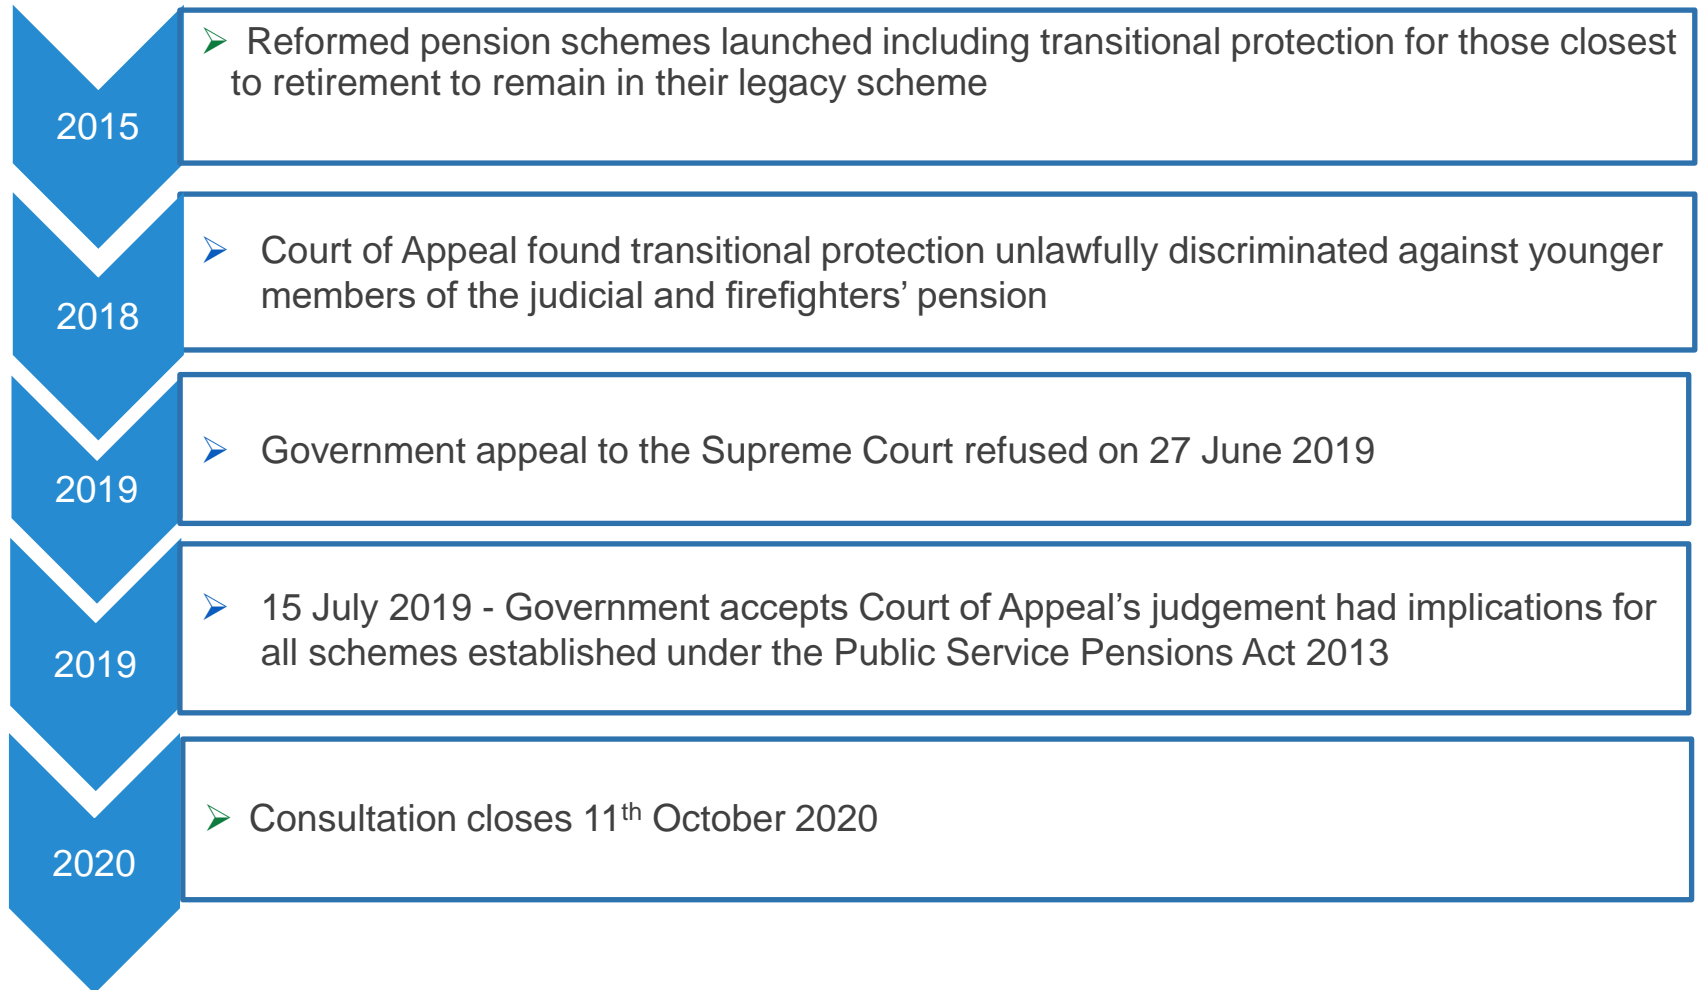 2015
Reformed pension schemes launched including transitional protection for those closest
to retirement to remain in their legacy scheme
2018
Court of Appeal found transitional protection unlawfully discriminated against younger
members of the judicial and firefighters’ pension
2019
Government appeal to the Supreme Court refused on 27 June 2019
2019
15 July 2019 - Government accepts Court of Appeal’s judgement had implications for
all schemes established under the Public Service Pensions Act 2013
2020
Consultation closes 11th October 2020